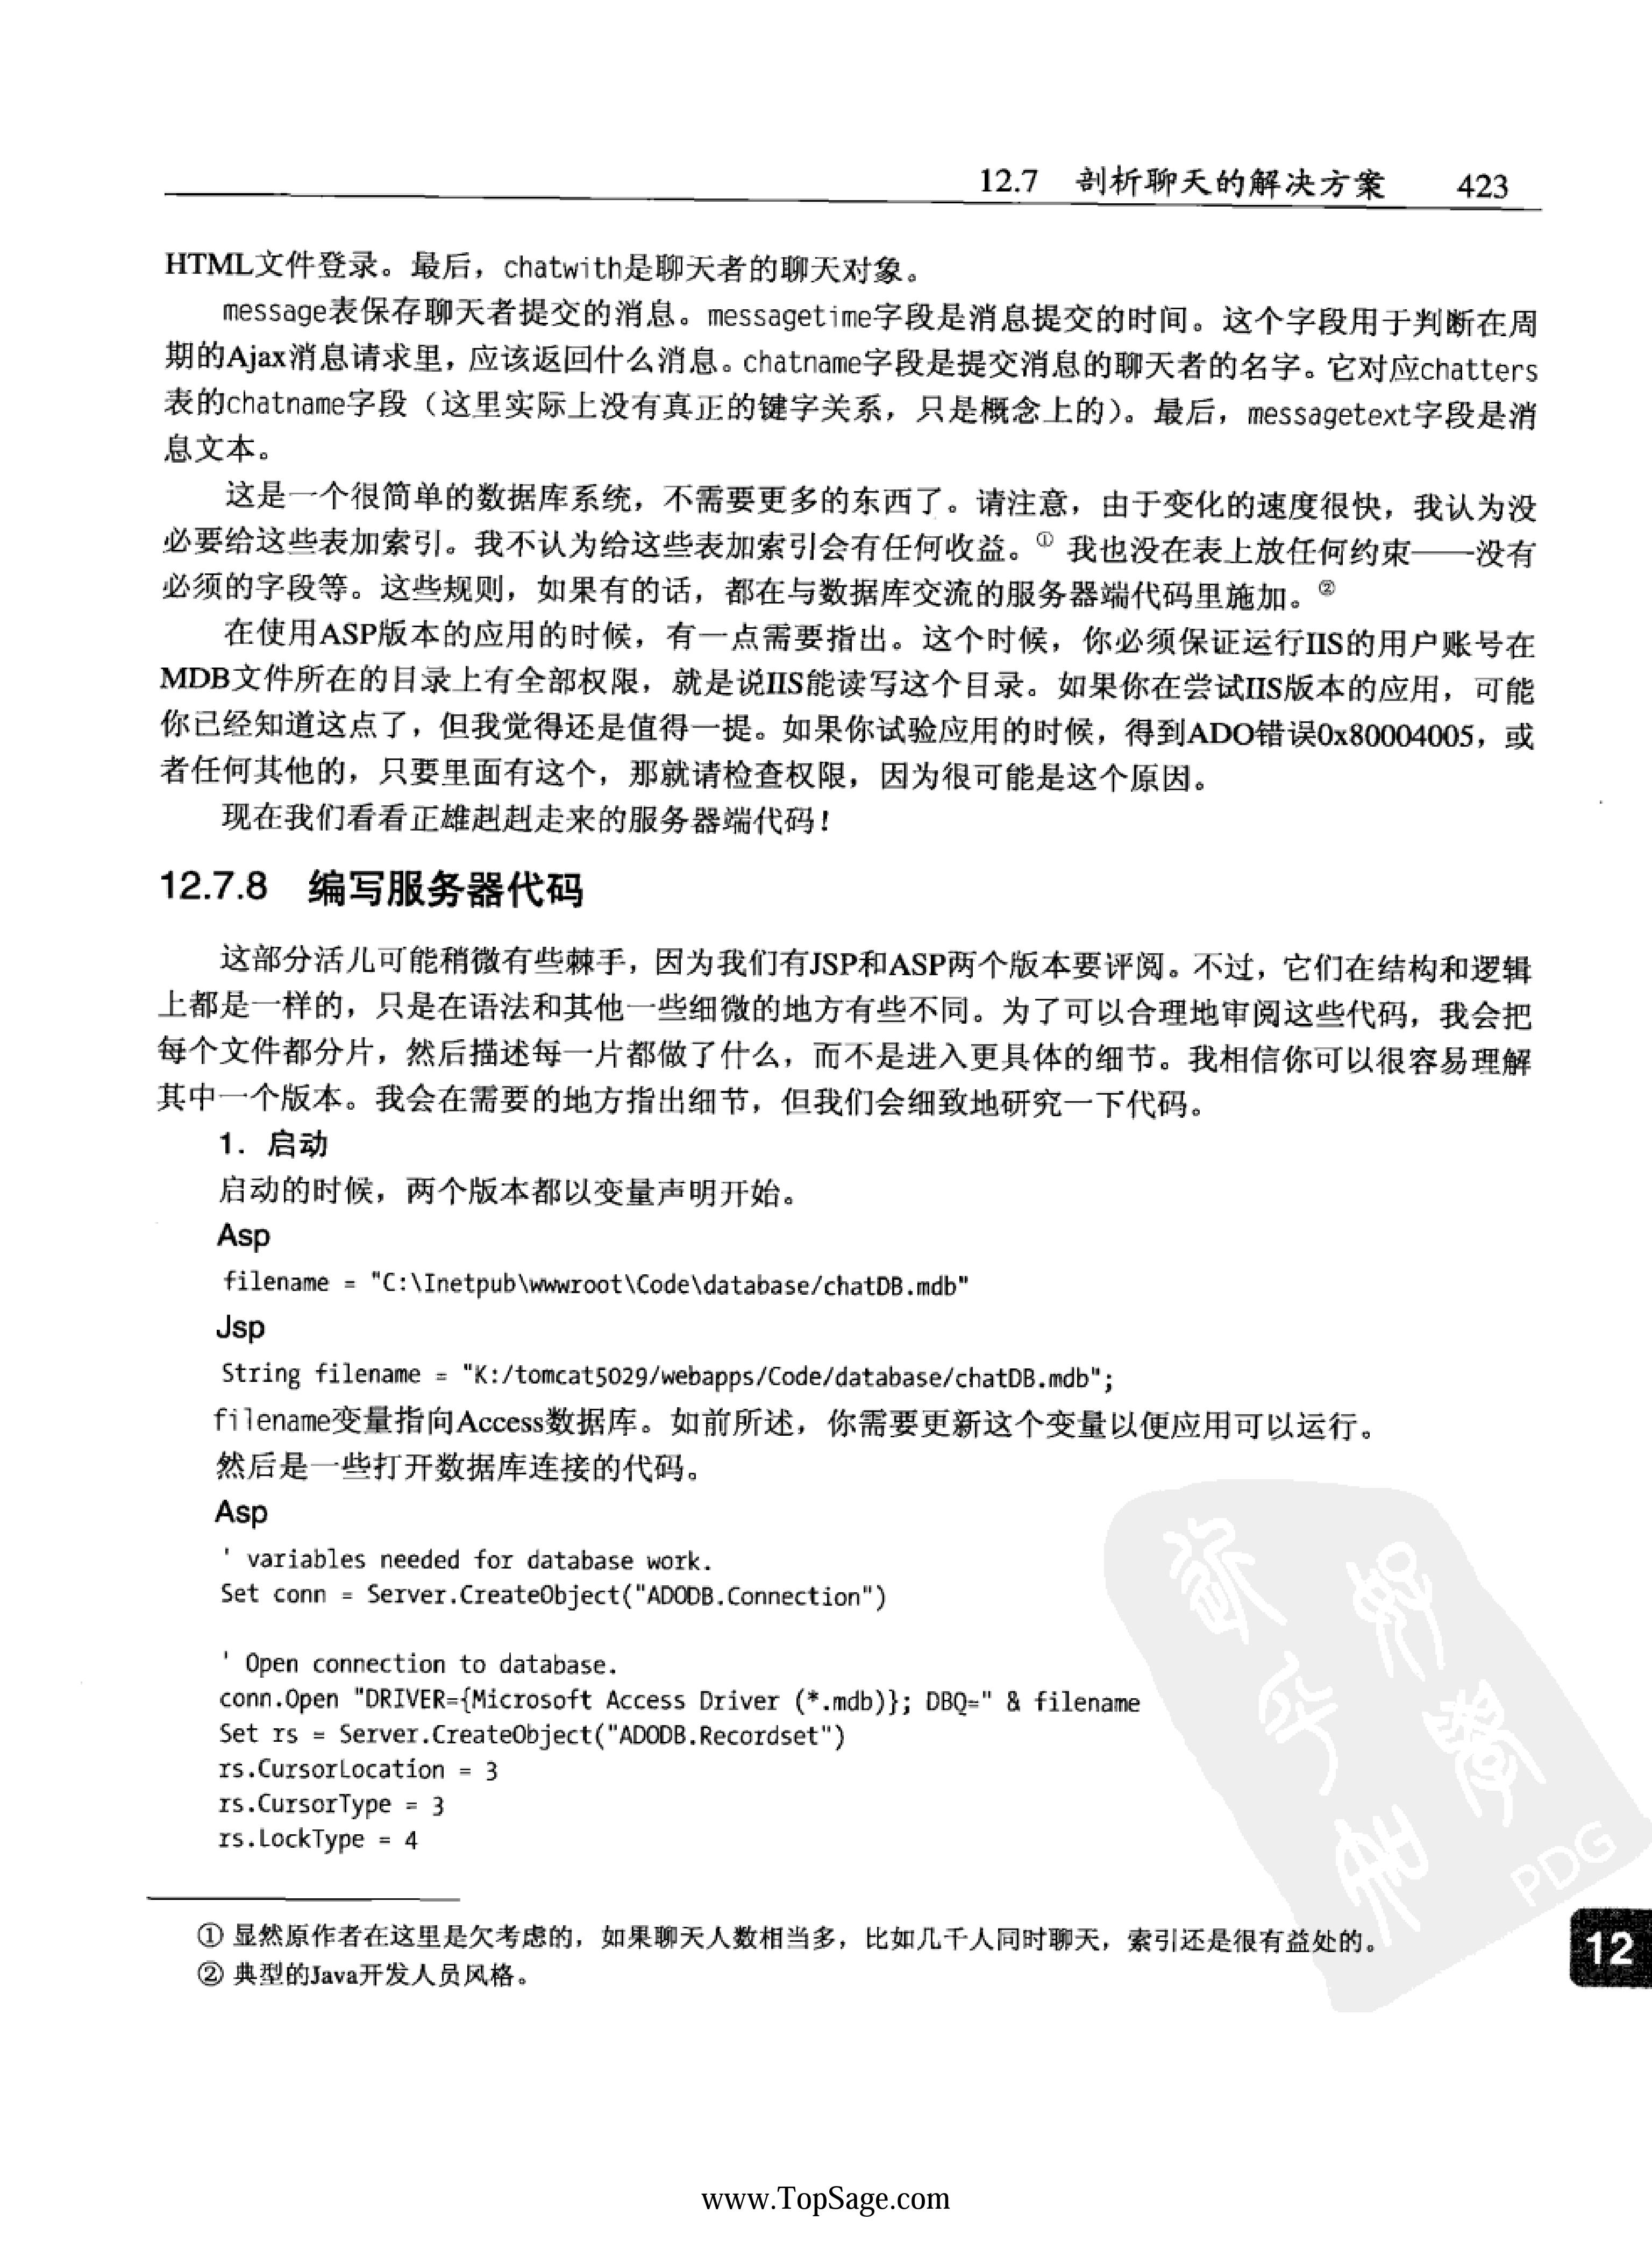 12.7 剖析聊天的解决方案 423
HTML文件登录。最后，chatwith是聊天者的聊天对象。
message表保存聊天者提交的消息。messagetime字段是消息提交的时间。这个字段用于判断在周
期的Ajax消息请求里，应该返回什么消息。chatname字段是提交消息的聊天者的名字。它对应chatters
表的chatname字段（这里实际上没有真正的键字关系，只是概念上的）。最后，messagetext字段是消
息文本。
这是一个很简单的数据库系统，不需要更多的东西了。请注意，由于变化的速度很快，我认为没
必要给这些表加索引。我不认为给这些表加索引会有任何收益。① 我也没在表上放任何约束——没有
必须的字段等。这些规则，如果有的话，都在与数据库交流的服务器端代码里施加。②
在使用ASP版本的应用的时候，有一点需要指出。这个时候，你必须保证运行IIS的用户账号在
MDB文件所在的目录上有全部权限，就是说IIS能读写这个目录。如果你在尝试IIS版本的应用，可能
你已经知道这点了，但我觉得还是值得一提。如果你试验应用的时候，得到ADO错误0x80004005，或
者任何其他的，只要里面有这个，那就请检查权限，因为很可能是这个原因。
现在我们看看正雄赳赳走来的服务器端代码！
12.7.8 编写服务器代码
这部分活儿可能稍微有些棘手，因为我们有JSP和ASP两个版本要评阅。不过，它们在结构和逻辑
上都是一样的，只是在语法和其他一些细微的地方有些不同。为了可以合理地审阅这些代码，我会把
每个文件都分片，然后描述每一片都做了什么，而不是进入更具体的细节。我相信你可以很容易理解
其中一个版本。我会在需要的地方指出细节，但我们会细致地研究一下代码。
1. 启动
启动的时候，两个版本都以变量声明开始。
Asp
filename = "C:\Inetpub\wwwroot\Code\database/chatDB.mdb"
Jsp
String filename = "K:/tomcat5029/webapps/Code/database/chatDB.mdb";
filename变量指向Access数据库。如前所述，你需要更新这个变量以便应用可以运行。
然后是一些打开数据库连接的代码。
Asp
' variables needed for database work.
Set conn = Server.CreateObject("ADODB.Connection")
' Open connection to database.
conn.Open "DRIVER={Microsoft Access Driver (*.mdb)}; DBQ=" & filename
Set rs = Server.CreateObject("ADODB.Recordset")
rs.CursorLocation = 3
rs.CursorType = 3
rs.LockType = 4
PDG
① 显然原作者在这里是欠考虑的，如果聊天人数相当多，比如几千人同时聊天，索引还是很有益处的。
② 典型的Java开发人员风格。
12
www.TopSage.com